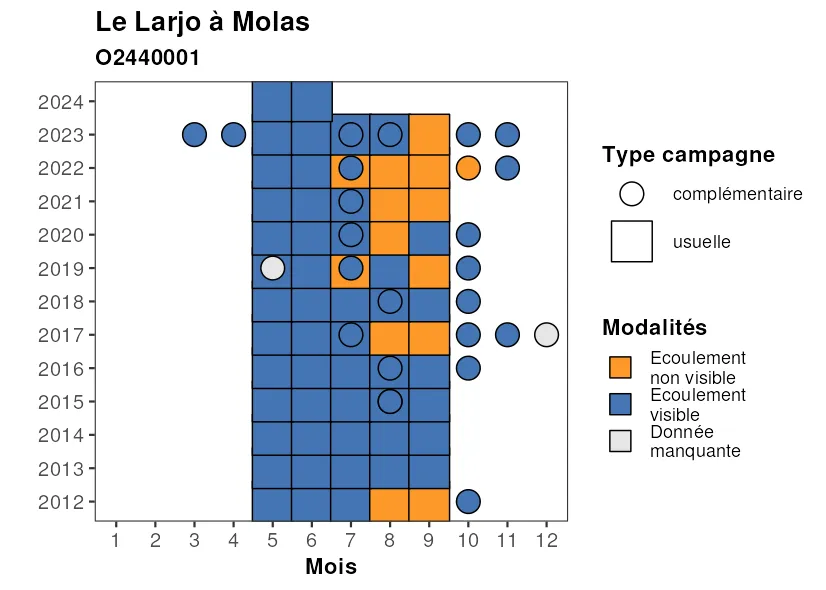 Le Larjo à Molas
O2440001
2024
2023
2022
2021
2020
2019
2018
2017
2016
2015
2014
2013
2012
1 2 3 4 5 6 7 8 9 10 11 12
Mois
Type campagne
complémentaire
usuelle
Modalités
Ecoulement
non visible
Ecoulement
visible
Donnée
manquante